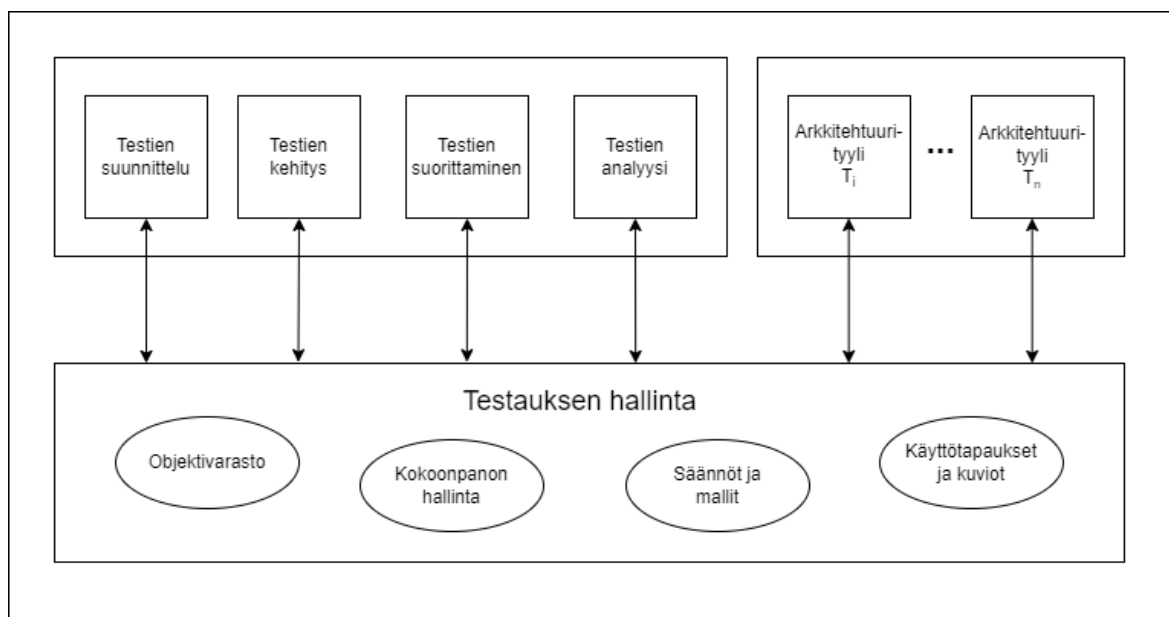 Testien
suunnittelu
Testien
kehitys
Testien
suorittaminen
Testien
analyysi
Arkkitehtuuri-
tyyli
Ti
...
Arkkitehtuuri-
tyyli
Tn
Testauksen hallinta
Objektivarasto
Kokoonpanon
hallinta
Säännöt ja
mallit
Käyttötapaukset
ja kuviot